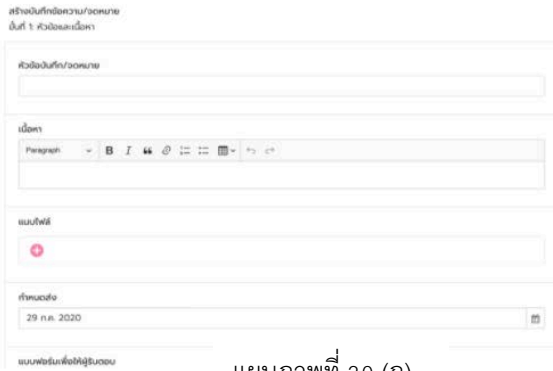 สร้างบันทึกข้อความ/จดหมาย
ขั้นที่ 1: หัวข้อและเนื้อหา
หัวข้อบันทึก/จดหมาย
เนื้อหา
Paragraph B I
แนบไฟล์
กำหนดส่ง
29 ก.ค. 2020
แบบฟอร์มเพื่อให้ผู้รับตอบ
แผนภาพที่ 20 (ก)